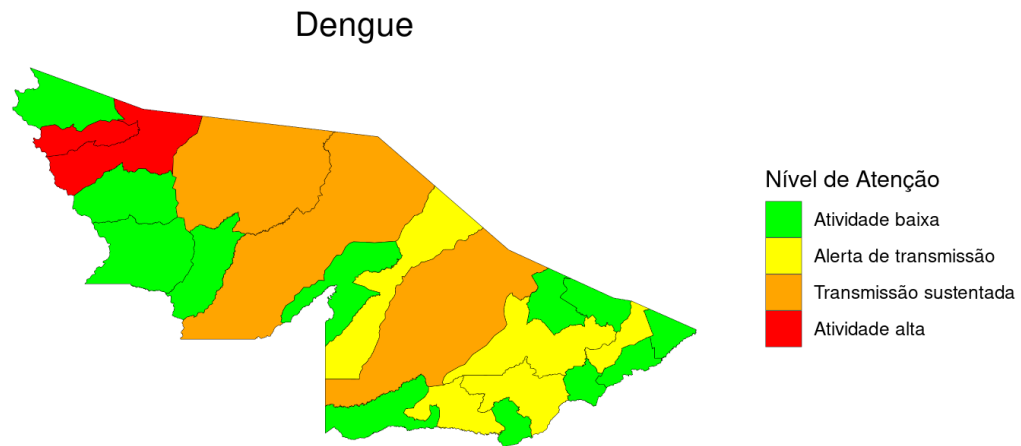 Dengue
Nível de Atenção
Atividade baixa
Alerta de transmissão
Transmissão sustentada
Atividade alta